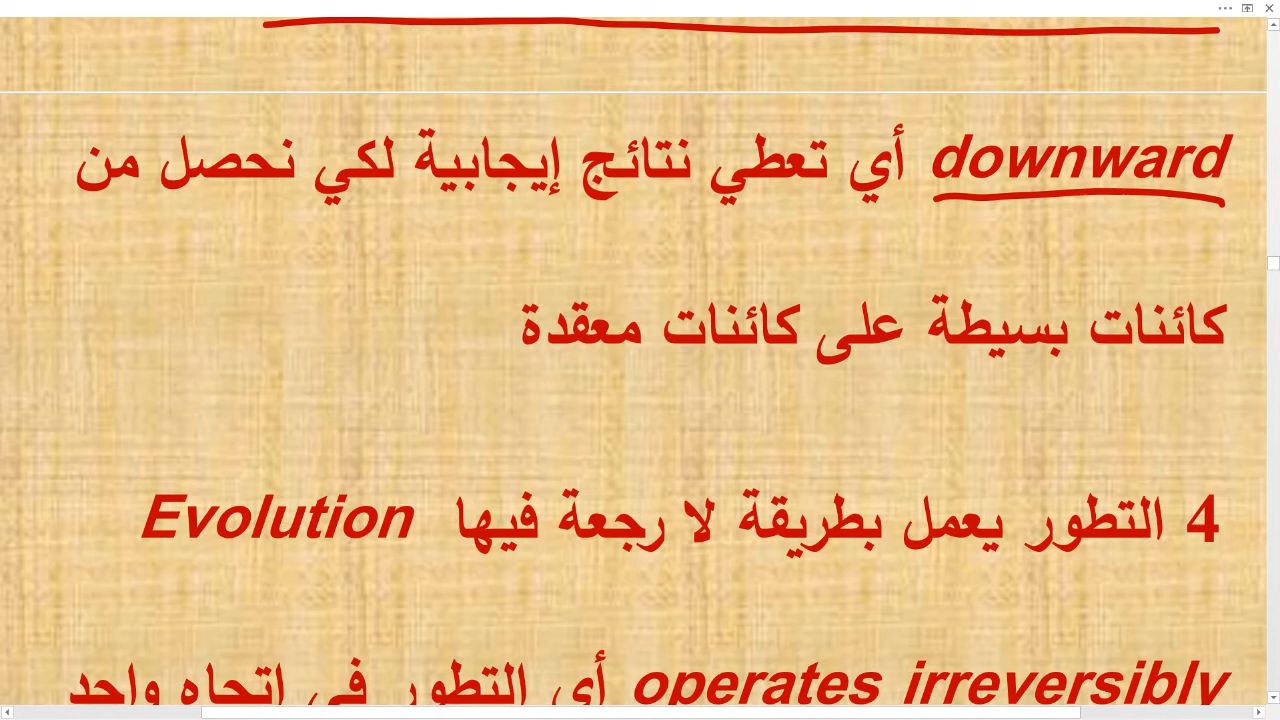 downward أي تعطي نتائج إيجابية لكي نحصل من
كائنات بسيطة على كائنات معقدة
4 التطور يعمل بطريقة لا رجعة فيها Evolution
operates irreversibly أي التطور في اتجاه واحد